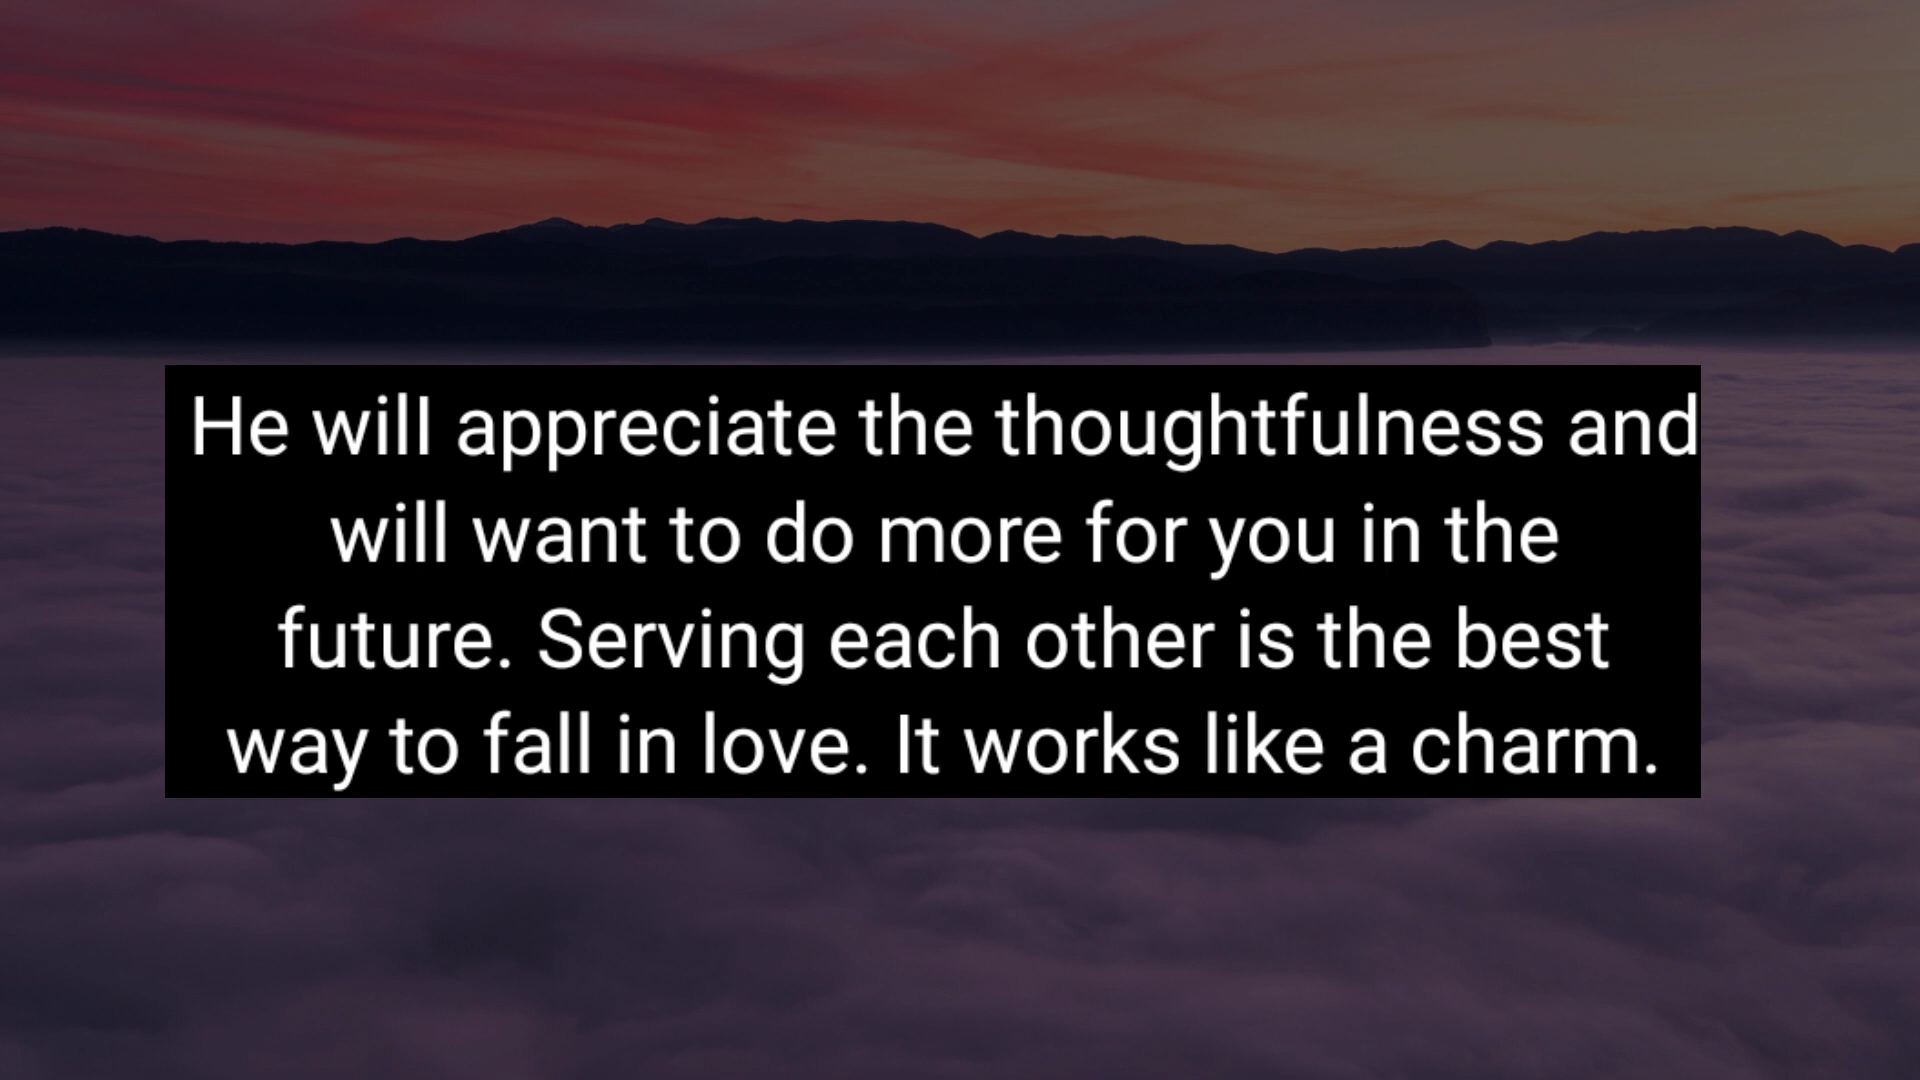 He will appreciate the thoughtfulness and
will want to do more for you in the
future. Serving each other is the best
way to fall in love. It works like a charm.